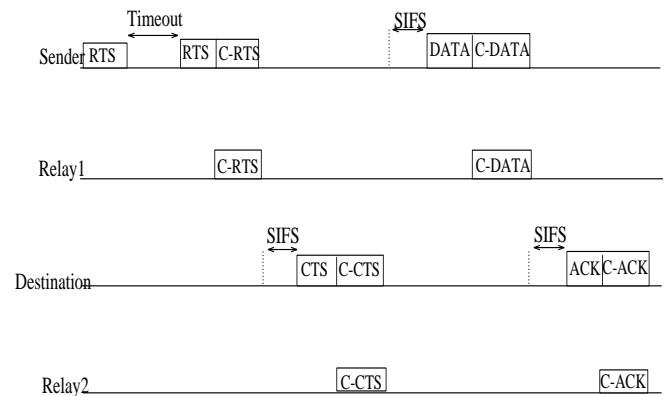 Timeout
SIFS
Sender RTS RTS C-RTS DATA C-DATA
Relay1 C-RTS C-DATA
SIFS SIFS
Destination CTS C-CTS ACK C-ACK
Relay2 C-CTS C-ACK